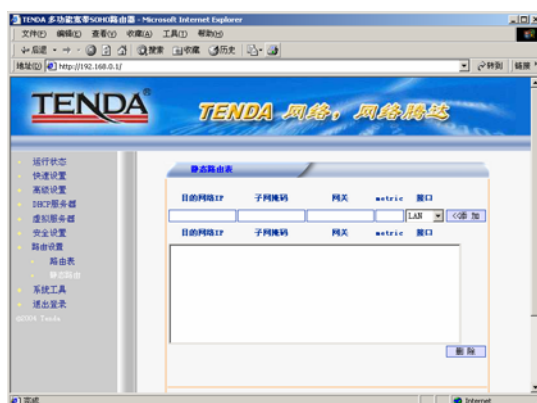 TENDA 多功能宽带SOHO路由器 - Microsoft Internet Explorer
文件(F) 编辑(E) 查看(V) 收藏(A) 工具(T) 帮助(H)
后退 搜索 收藏 历史
地址(D) http://192.168.0.1/ 转到 链接
TENDA®
TENDA 网络，网络腾达
运行状态
快速设置
高级设置
DHCP服务器
虚拟服务器
安全设置
路由设置
路由表
静态路由
系统工具
退出登录
©2004 Tenda
静态路由表
目的网络IP 子网掩码 网关 metric 接口
LAN 添 加
目的网络IP 子网掩码 网关 metric 接口
删 除
完成 Internet